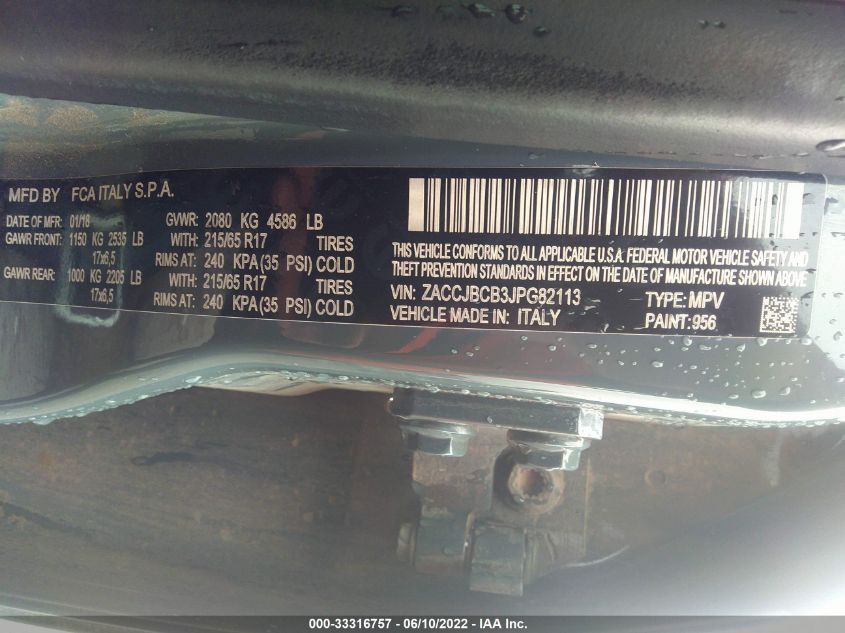 MFD BY FCA ITALY S.P.A.
DATE OF MFR: 01/18 GVWR: 2080 KG 4586 LB
GAWR FRONT: 1150 KG 2535 LB WITH: 215/65 R17 TIRES
17x6,5 RIMS AT: 240 KPA (35 PSI) COLD
GAWR REAR: 1000 KG 2205 LB WITH: 215/65 R17 TIRES
17x6,5 RIMS AT: 240 KPA (35 PSI) COLD
THIS VEHICLE CONFORMS TO ALL APPLICABLE U.S.A. FEDERAL MOTOR VEHICLE SAFETY AND
THEFT PREVENTION STANDARDS IN EFFECT ON THE DATE OF MANUFACTURE SHOWN ABOVE
VIN: ZACCJBCB3JPG82113 TYPE: MPV
VEHICLE MADE IN: ITALY PAINT:956
000-33316757 - 06/10/2022 - IAA Inc.